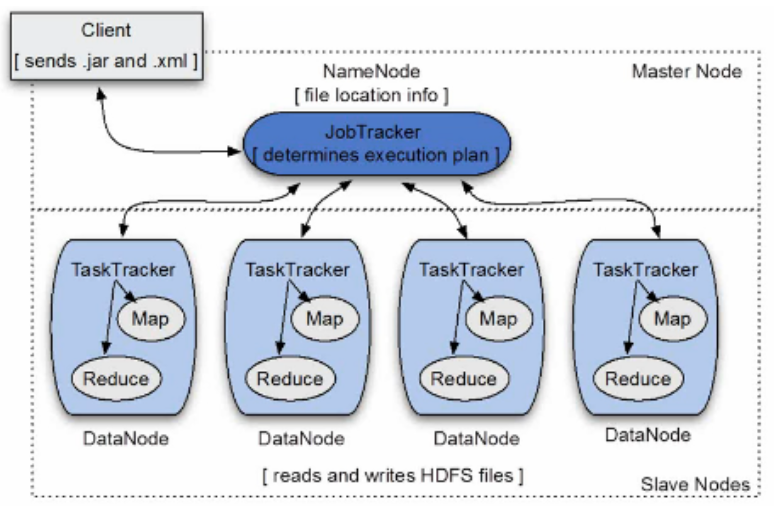 Client
[ sends .jar and .xml ]
NameNode
[ file location info ]
Master Node
JobTracker
[ determines execution plan ]
TaskTracker
Map
Reduce
DataNode
TaskTracker
Map
Reduce
DataNode
TaskTracker
Map
Reduce
DataNode
TaskTracker
Map
Reduce
DataNode
[ reads and writes HDFS files ]
Slave Nodes